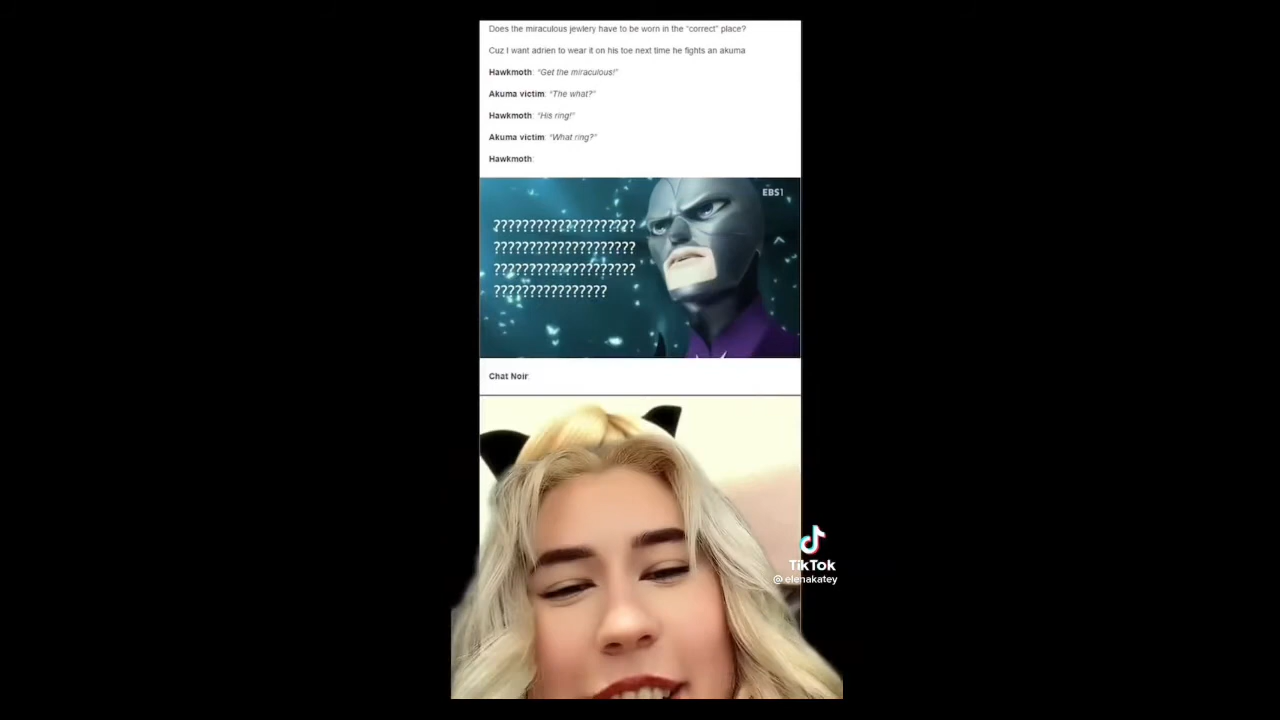 Does the miraculous jewlery have to be worn in the "correct" place?
Cuz I want adrien to wear it on his toe next time he fights an akuma
Hawkmoth: "Get the miraculous!"
Akuma victim: "The what?"
Hawkmoth: "His ring!"
Akuma victim: "What ring?"
Hawkmoth:
EBS1
????????????????????
????????????????????
????????????????????
????????????????
Chat Noir:
TikTok
@elenakatey